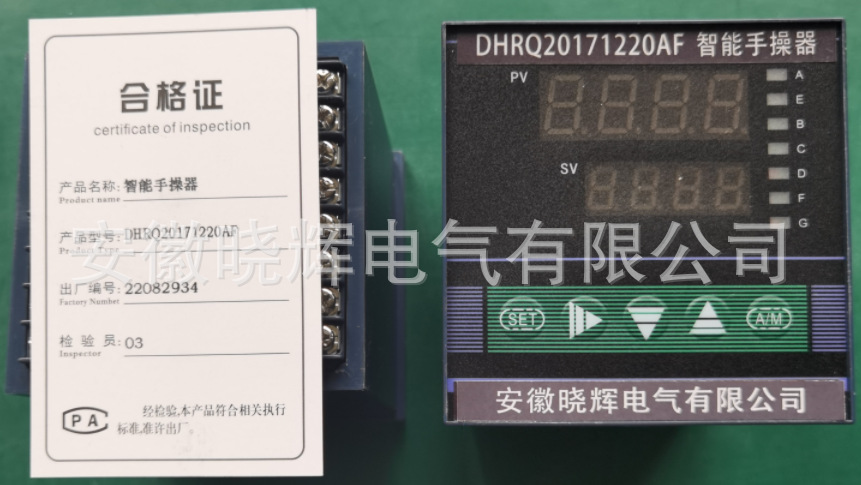 合格证
certificate of inspection
产品名称: 智能手操器
Product name
产品型号: DHRQ20171220AF
Product Type
出厂编号: 22082934
Factory Number
检验员: 03
Inspector
CPA
经检验,本产品符合相关执行
标准,准许出厂。
DHRQ20171220AF 智能手操器
PV
SV
A
E
B
C
D
F
G
SET
A/M
安徽晓辉电气有限公司
安徽晓辉电气有限公司